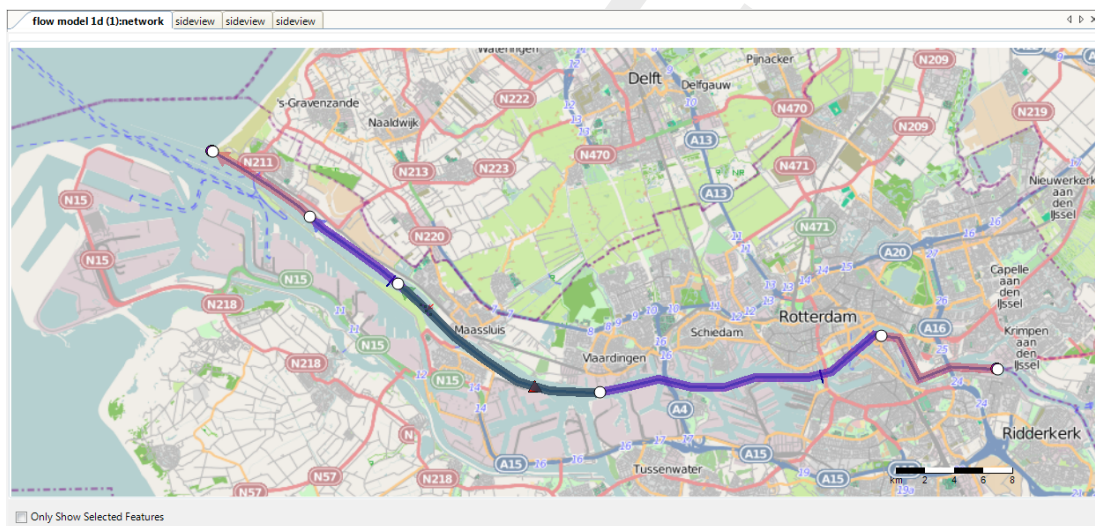 flow model 1d (1):network sideview sideview sideview
Wateringen
Delft
Pijnacker
N209
Delfgauw
's-Gravenzande
N222
N470
N219
Naaldwijk
A13
N209
N211
N213
N223
N470
N471
Nieuwerkerk
aan
den
IJssel
N15
A13
N220
N471
N15
A20
N15
Capelle
aan
den
IJssel
N218
Rotterdam
A16
N15
Maassluis
Schiedam
Krimpen
aan
den
IJssel
N218
Vlaardingen
N15
A4
Ridderkerk
N57
N218
A15
A15
Tussenwater
A15
N57
km 2 4 6 8
Only Show Selected Features